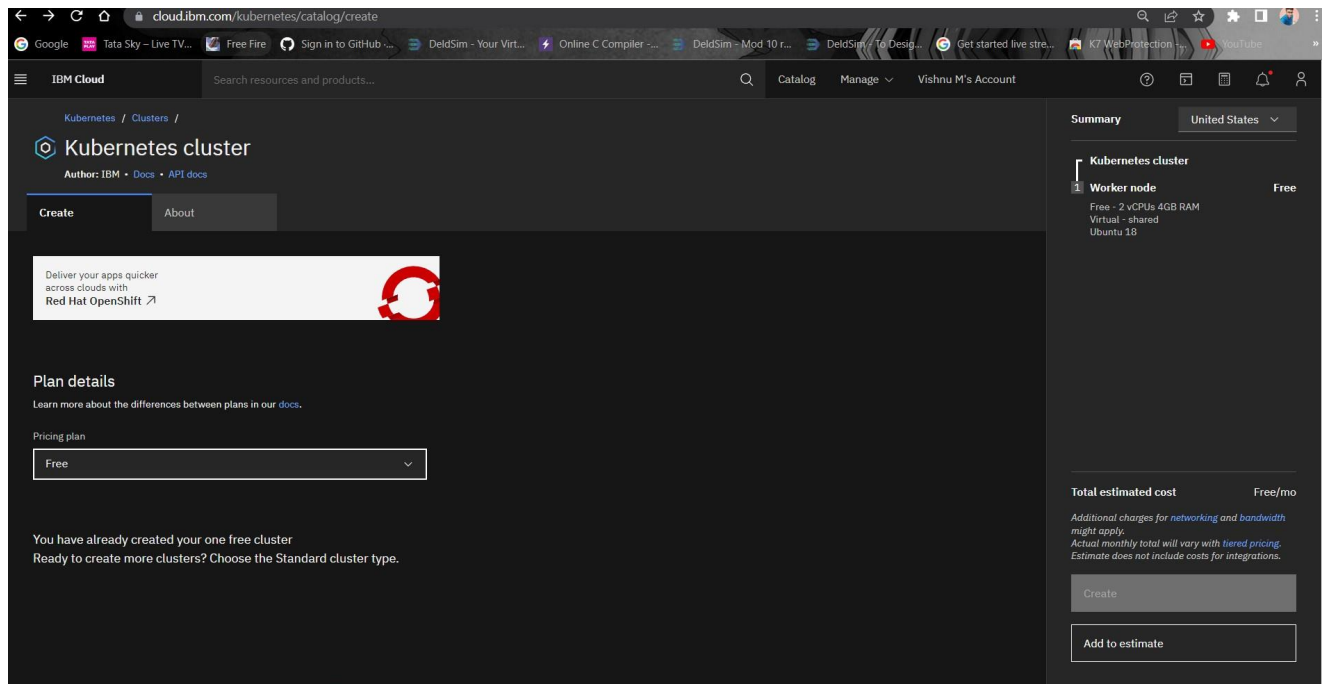 cloud.ibm.com/kubernetes/catalog/create
Google Tata Sky – Live TV... Free Fire Sign in to GitHub ·... DeldSim - Your Virt... Online C Compiler -... DeldSim - Mod 10 r... DeldSim - To Desig... Get started live stre... K7 WebProtection -... YouTube »
IBM Cloud Search resources and products... Catalog Manage Vishnu M's Account
Kubernetes / Clusters /
Kubernetes cluster
Author: IBM • Docs • API docs
Create About
Deliver your apps quicker
across clouds with
Red Hat OpenShift
Plan details
Learn more about the differences between plans in our docs.
Pricing plan
Free
You have already created your one free cluster
Ready to create more clusters? Choose the Standard cluster type.
Summary United States
Kubernetes cluster
1 Worker node Free
Free - 2 vCPUs 4GB RAM
Virtual - shared
Ubuntu 18
Total estimated cost Free/mo
Additional charges for networking and bandwidth
might apply.
Actual monthly total will vary with tiered pricing.
Estimate does not include costs for integrations.
Create
Add to estimate